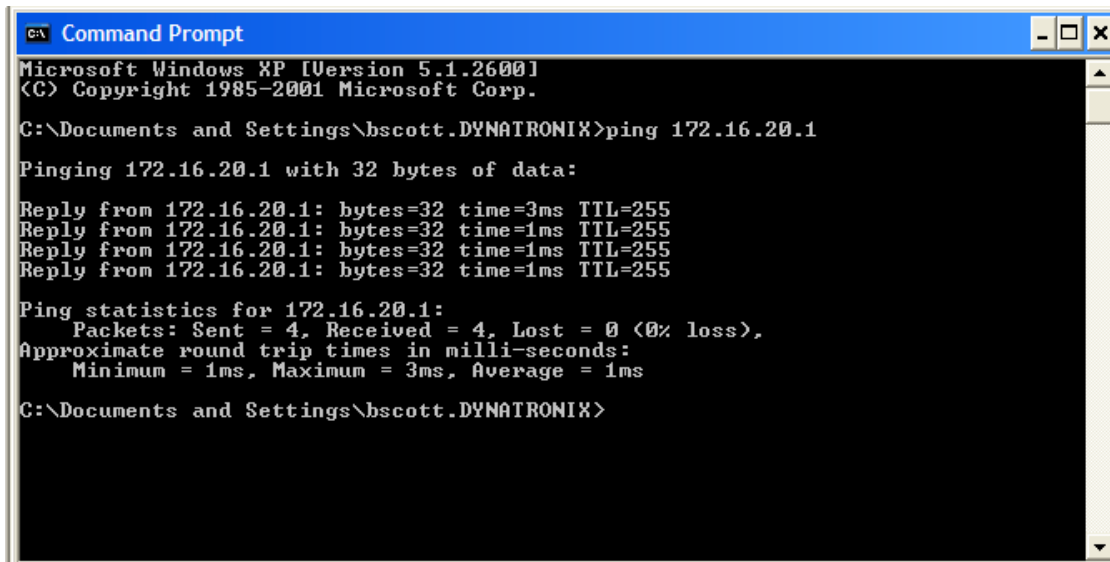 Command Prompt
Microsoft Windows XP [Version 5.1.2600]
(C) Copyright 1985-2001 Microsoft Corp.
C:\Documents and Settings\bscott.DYNATRONIX>ping 172.16.20.1
Pinging 172.16.20.1 with 32 bytes of data:
Reply from 172.16.20.1: bytes=32 time=3ms TTL=255
Reply from 172.16.20.1: bytes=32 time=1ms TTL=255
Reply from 172.16.20.1: bytes=32 time=1ms TTL=255
Reply from 172.16.20.1: bytes=32 time=1ms TTL=255
Ping statistics for 172.16.20.1:
    Packets: Sent = 4, Received = 4, Lost = 0 (0% loss),
Approximate round trip times in milli-seconds:
    Minimum = 1ms, Maximum = 3ms, Average = 1ms
C:\Documents and Settings\bscott.DYNATRONIX>